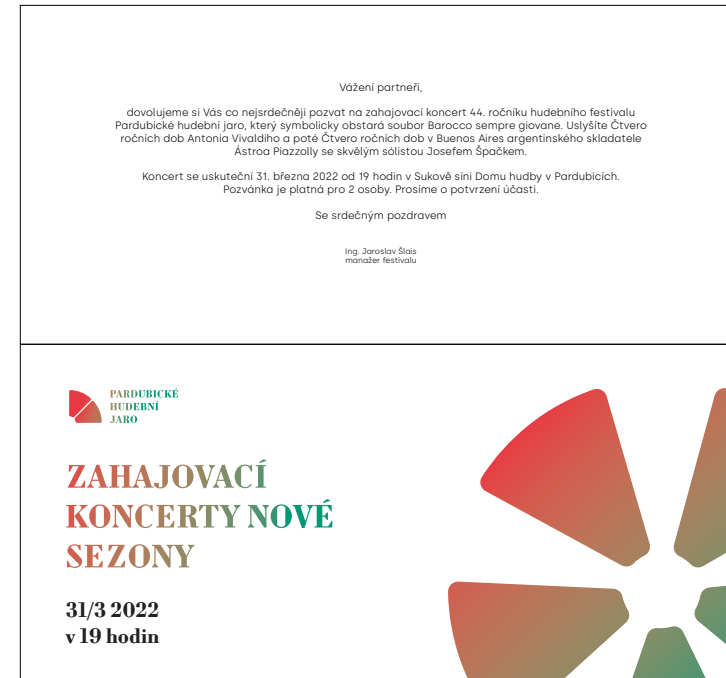 Vážení partneři,
dovolujeme si Vás co nejsrdečněji pozvat na zahajovací koncert 44. ročníku hudebního festivalu
Pardubické hudební jaro, který symbolicky obstará soubor Barocco sempre giovane. Uslyšíte Čtvero
ročních dob Antonia Vivaldiho a poté Čtvero ročních dob v Buenos Aires argentinského skladatele
Ástroa Piazzolly se skvělým sólistou Josefem Špačkem.
Koncert se uskuteční 31. března 2022 od 19 hodin v Sukově síni Domu hudby v Pardubicích.
Pozvánka je platná pro 2 osoby. Prosíme o potvrzení účasti.
Se srdečným pozdravem
Ing. Jaroslav Šlais
manažer festivalu
PARDUBICKÉ
HUDEBNÍ
JARO
ZAHAJOVACÍ
KONCERTY NOVÉ
SEZONY
31/3 2022
v 19 hodin